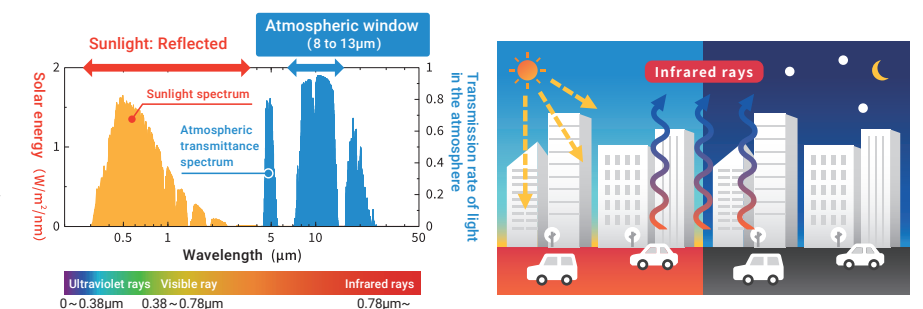 Sunlight: Reflected
Atmospheric window
(8 to 13μm)
Solar energy (W/m²/nm)
2
1
0
Sunlight spectrum
Atmospheric
transmittance
spectrum
1
0.8
0.6
0.4
0.2
0
Transmission rate of light
in the atmosphere
0.5
1
5
10
50
Wavelength (μm)
Ultraviolet rays
Visible ray
Infrared rays
0~0.38μm
0.38~0.78μm
0.78μm~
Infrared rays